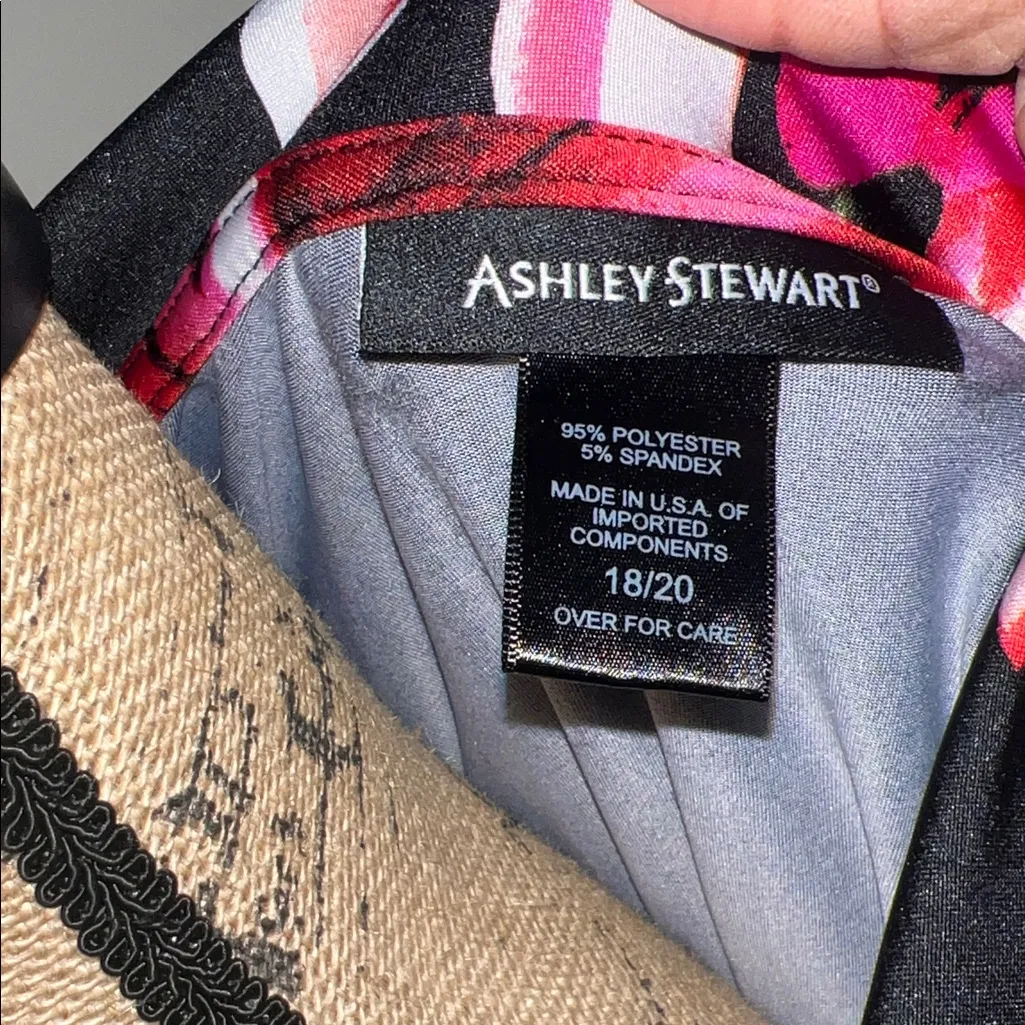 ASHLEY STEWART®
95% POLYESTER
5% SPANDEX
MADE IN U.S.A. OF
IMPORTED
COMPONENTS
18/20
OVER FOR CARE